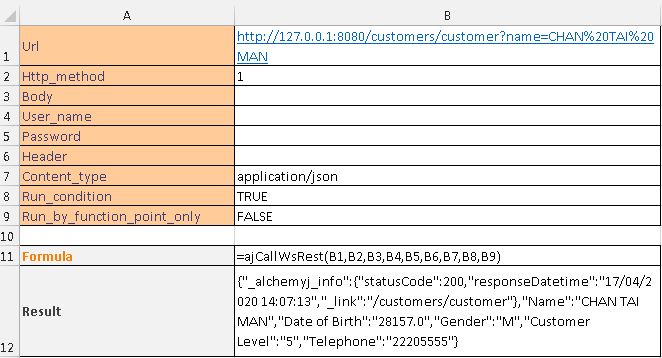 A B
1 Url http://127.0.0.1:8080/customers/customer?name=CHAN%20TAI%20
MAN
2 Http_method 1
3 Body
4 User_name
5 Password
6 Header
7 Content_type application/json
8 Run_condition TRUE
9 Run_by_function_point_only FALSE
10
11 Formula =ajCallWsRest(B1,B2,B3,B4,B5,B6,B7,B8,B9)
12 Result {"_alchemyj_info":{"statusCode":200,"responseDatetime":"17/04/2
020 14:07:13","_link":"/customers/customer"},"Name":"CHAN TAI
MAN","Date of Birth":"28157.0","Gender":"M","Customer
Level":"5","Telephone":"22205555"}